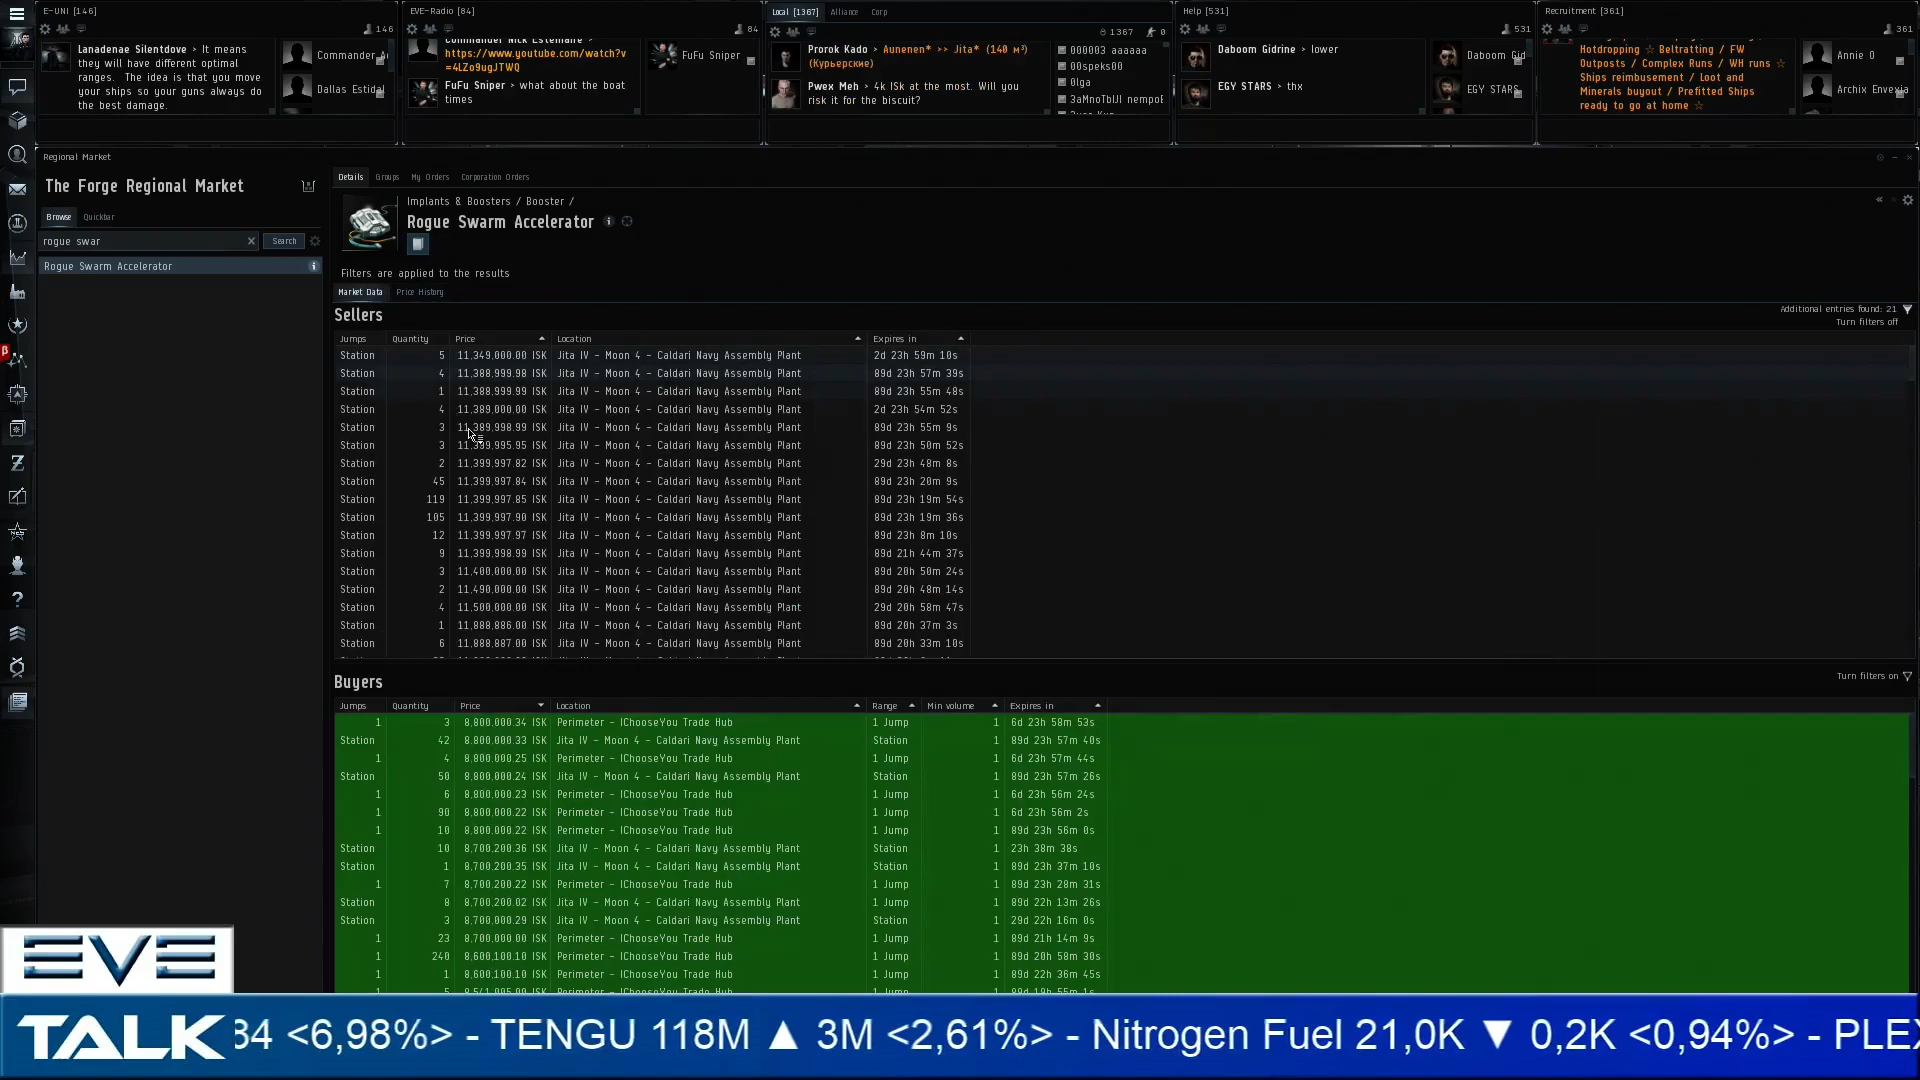 E-UNI [146]
146
Lanadenae Silentdove > It means
they will have different optimal
ranges. The idea is that you move
your ships so your guns always do
the best damage.
Commander
Dallas Estidal
EVE-Radio [84]
84
https://www.youtube.com/watch?v
=4LZo9ugJTWQ
FuFu Sniper > what about the boat
times
FuFu Sniper
Local [1367] Alliance Corp
1367 0
Prorok Kado > Aunenen* >> Jita* (140 м³)
(Курьерские)
Pwex Meh > 4k ISk at the most. Will you
risk it for the biscuit?
000003 aaaaaa
00speks00
Help [531]
531
Daboom Gidrine > lower
EGY STARS > thx
Daboom Gid
EGY STARS
Recruitment [361]
361
Hotdropping ☆ Beltratting / FW
Outposts / Complex Runs / WH runs ☆
Ships reimbusement / Loot and
Minerals buyout / Prefitted Ships
ready to go at home ☆
Annie O
Archix Envexia
Regional Market
The Forge Regional Market
Browse Quickbar
rogue swar
Search
Rogue Swarm Accelerator
Details Groups My Orders Corporation Orders
Implants & Boosters / Booster /
Rogue Swarm Accelerator
Filters are applied to the results
Market Data Price History
Sellers
Additional entries found: 21
Turn filters off
Jumps Quantity Price Location Expires in
Station 5 11,349,000.00 ISK Jita IV - Moon 4 - Caldari Navy Assembly Plant 2d 23h 59m 10s
Station 4 11,388,999.98 ISK Jita IV - Moon 4 - Caldari Navy Assembly Plant 89d 23h 57m 39s
Station 1 11,388,999.99 ISK Jita IV - Moon 4 - Caldari Navy Assembly Plant 89d 23h 55m 48s
Station 4 11,389,000.00 ISK Jita IV - Moon 4 - Caldari Navy Assembly Plant 2d 23h 54m 52s
Station 3 11,389,998.99 ISK Jita IV - Moon 4 - Caldari Navy Assembly Plant 89d 23h 55m 9s
Station 3 11,399,995.95 ISK Jita IV - Moon 4 - Caldari Navy Assembly Plant 89d 23h 50m 52s
Station 2 11,399,997.82 ISK Jita IV - Moon 4 - Caldari Navy Assembly Plant 29d 23h 48m 8s
Station 45 11,399,997.84 ISK Jita IV - Moon 4 - Caldari Navy Assembly Plant 89d 23h 20m 9s
Station 119 11,399,997.85 ISK Jita IV - Moon 4 - Caldari Navy Assembly Plant 89d 23h 19m 54s
Station 105 11,399,997.90 ISK Jita IV - Moon 4 - Caldari Navy Assembly Plant 89d 23h 19m 36s
Station 12 11,399,997.97 ISK Jita IV - Moon 4 - Caldari Navy Assembly Plant 89d 23h 8m 10s
Station 9 11,399,998.99 ISK Jita IV - Moon 4 - Caldari Navy Assembly Plant 89d 21h 44m 37s
Station 3 11,400,000.00 ISK Jita IV - Moon 4 - Caldari Navy Assembly Plant 89d 20h 50m 24s
Station 2 11,490,000.00 ISK Jita IV - Moon 4 - Caldari Navy Assembly Plant 89d 20h 48m 14s
Station 4 11,500,000.00 ISK Jita IV - Moon 4 - Caldari Navy Assembly Plant 29d 20h 58m 47s
Station 1 11,888,886.00 ISK Jita IV - Moon 4 - Caldari Navy Assembly Plant 89d 20h 37m 3s
Station 6 11,888,887.00 ISK Jita IV - Moon 4 - Caldari Navy Assembly Plant 89d 20h 33m 10s
Buyers
Turn filters on
Jumps Quantity Price Location Range Min volume Expires in
1 3 8,800,000.34 ISK Perimeter - IChooseYou Trade Hub 1 Jump 1 6d 23h 58m 53s
Station 42 8,800,000.33 ISK Jita IV - Moon 4 - Caldari Navy Assembly Plant Station 1 89d 23h 57m 40s
1 4 8,800,000.25 ISK Perimeter - IChooseYou Trade Hub 1 Jump 1 6d 23h 57m 44s
Station 50 8,800,000.24 ISK Jita IV - Moon 4 - Caldari Navy Assembly Plant Station 1 89d 23h 57m 26s
1 6 8,800,000.23 ISK Perimeter - IChooseYou Trade Hub 1 Jump 1 6d 23h 56m 24s
1 90 8,800,000.22 ISK Perimeter - IChooseYou Trade Hub 1 Jump 1 6d 23h 56m 2s
1 10 8,800,000.22 ISK Perimeter - IChooseYou Trade Hub 1 Jump 1 89d 23h 56m 0s
Station 10 8,700,200.36 ISK Jita IV - Moon 4 - Caldari Navy Assembly Plant Station 1 23h 38m 38s
Station 1 8,700,200.35 ISK Jita IV - Moon 4 - Caldari Navy Assembly Plant Station 1 89d 23h 37m 10s
1 7 8,700,200.22 ISK Perimeter - IChooseYou Trade Hub 1 Jump 1 89d 23h 28m 31s
Station 8 8,700,200.02 ISK Jita IV - Moon 4 - Caldari Navy Assembly Plant Station 1 89d 22h 13m 26s
Station 3 8,700,000.29 ISK Jita IV - Moon 4 - Caldari Navy Assembly Plant Station 1 29d 22h 16m 0s
1 23 8,700,000.00 ISK Perimeter - IChooseYou Trade Hub 1 Jump 1 89d 21h 14m 9s
1 240 8,600,100.10 ISK Perimeter - IChooseYou Trade Hub 1 Jump 1 89d 20h 58m 30s
1 1 8,600,100.10 ISK Perimeter - IChooseYou Trade Hub 1 Jump 1 89d 22h 36m 45s
EVE
TALK
34 <6,98%> - TENGU 118M ▲ 3M <2,61%> - Nitrogen Fuel 21,0K ▼ 0,2K <0,94%> - PLEX